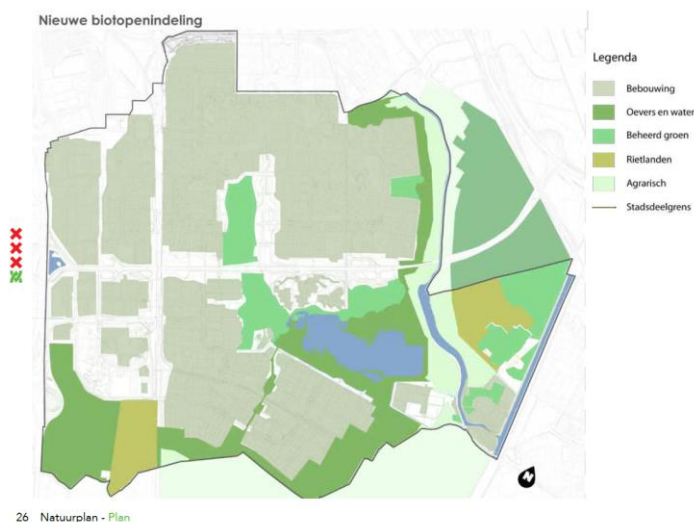 Nieuwe biotopenindeling
Legenda
Bebouwing
Oevers en water
Beheerd groen
Rietlanden
Agrarisch
Stadsdeelgrens
26 Natuurplan - Plan